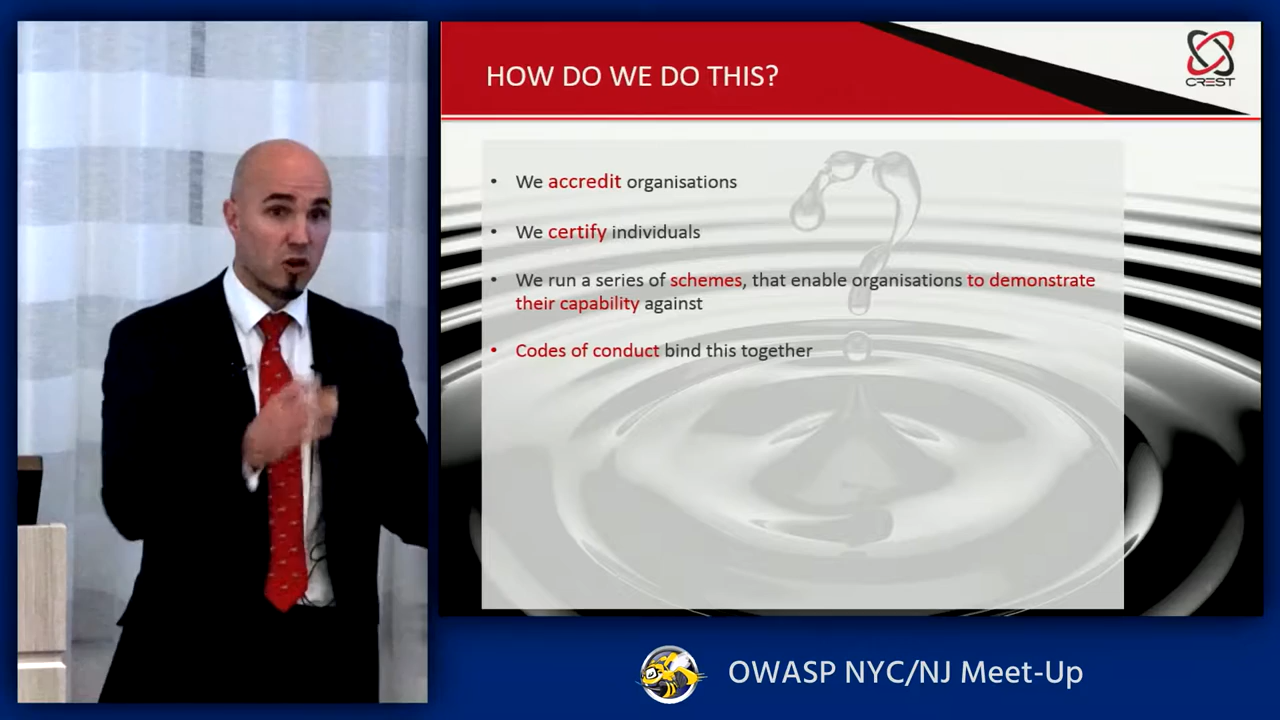 HOW DO WE DO THIS?
CREST
• We accredit organisations
• We certify individuals
• We run a series of schemes, that enable organisations to demonstrate
their capability against
• Codes of conduct bind this together
OWASP NYC/NJ Meet-Up